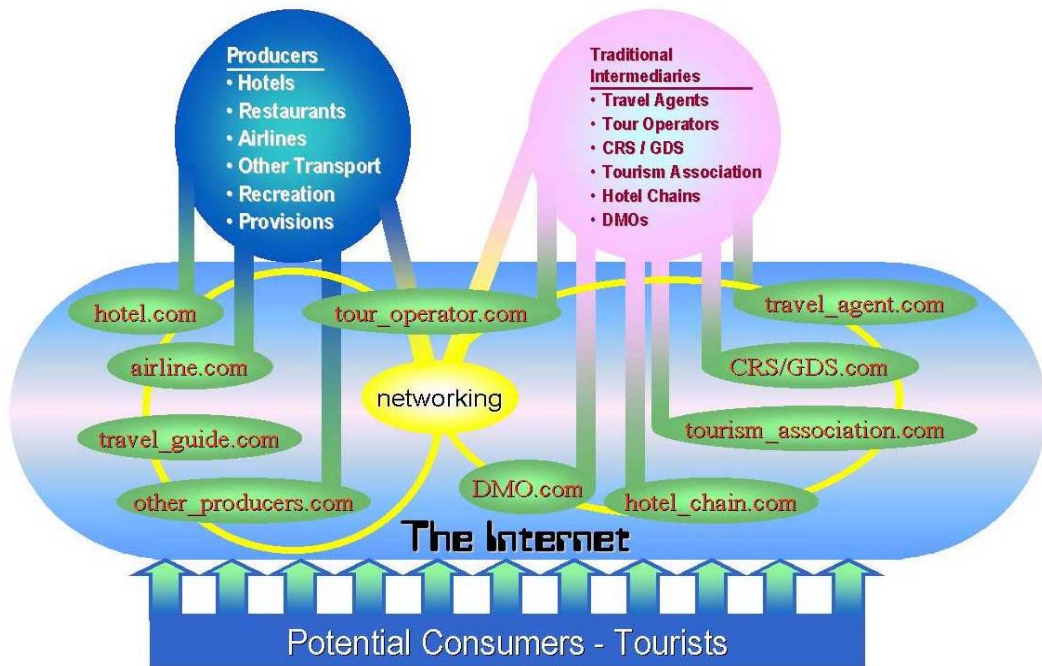 Producers
• Hotels
• Restaurants
• Airlines
• Other Transport
• Recreation
• Provisions
Traditional
Intermediaries
• Travel Agents
• Tour Operators
• CRS / GDS
• Tourism Association
• Hotel Chains
• DMOs
hotel.com
tour_operator.com
travel_agent.com
airline.com
CRS/GDS.com
networking
travel_guide.com
tourism_association.com
other_producers.com
DMO.com
hotel_chain.com
The Internet
Potential Consumers - Tourists